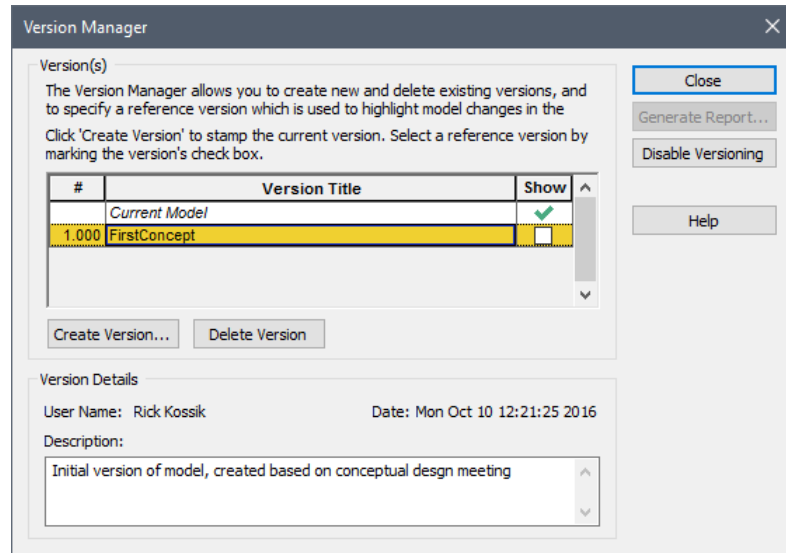 Version Manager
Version(s)
The Version Manager allows you to create new and delete existing versions, and
to specify a reference version which is used to highlight model changes in the
Click 'Create Version' to stamp the current version. Select a reference version by
marking the version's check box.
# Version Title Show
Current Model
1.000 FirstConcept
Create Version... Delete Version
Close
Generate Report...
Disable Versioning
Help
Version Details
User Name: Rick Kossik Date: Mon Oct 10 12:21:25 2016
Description:
Initial version of model, created based on conceptual desgn meeting